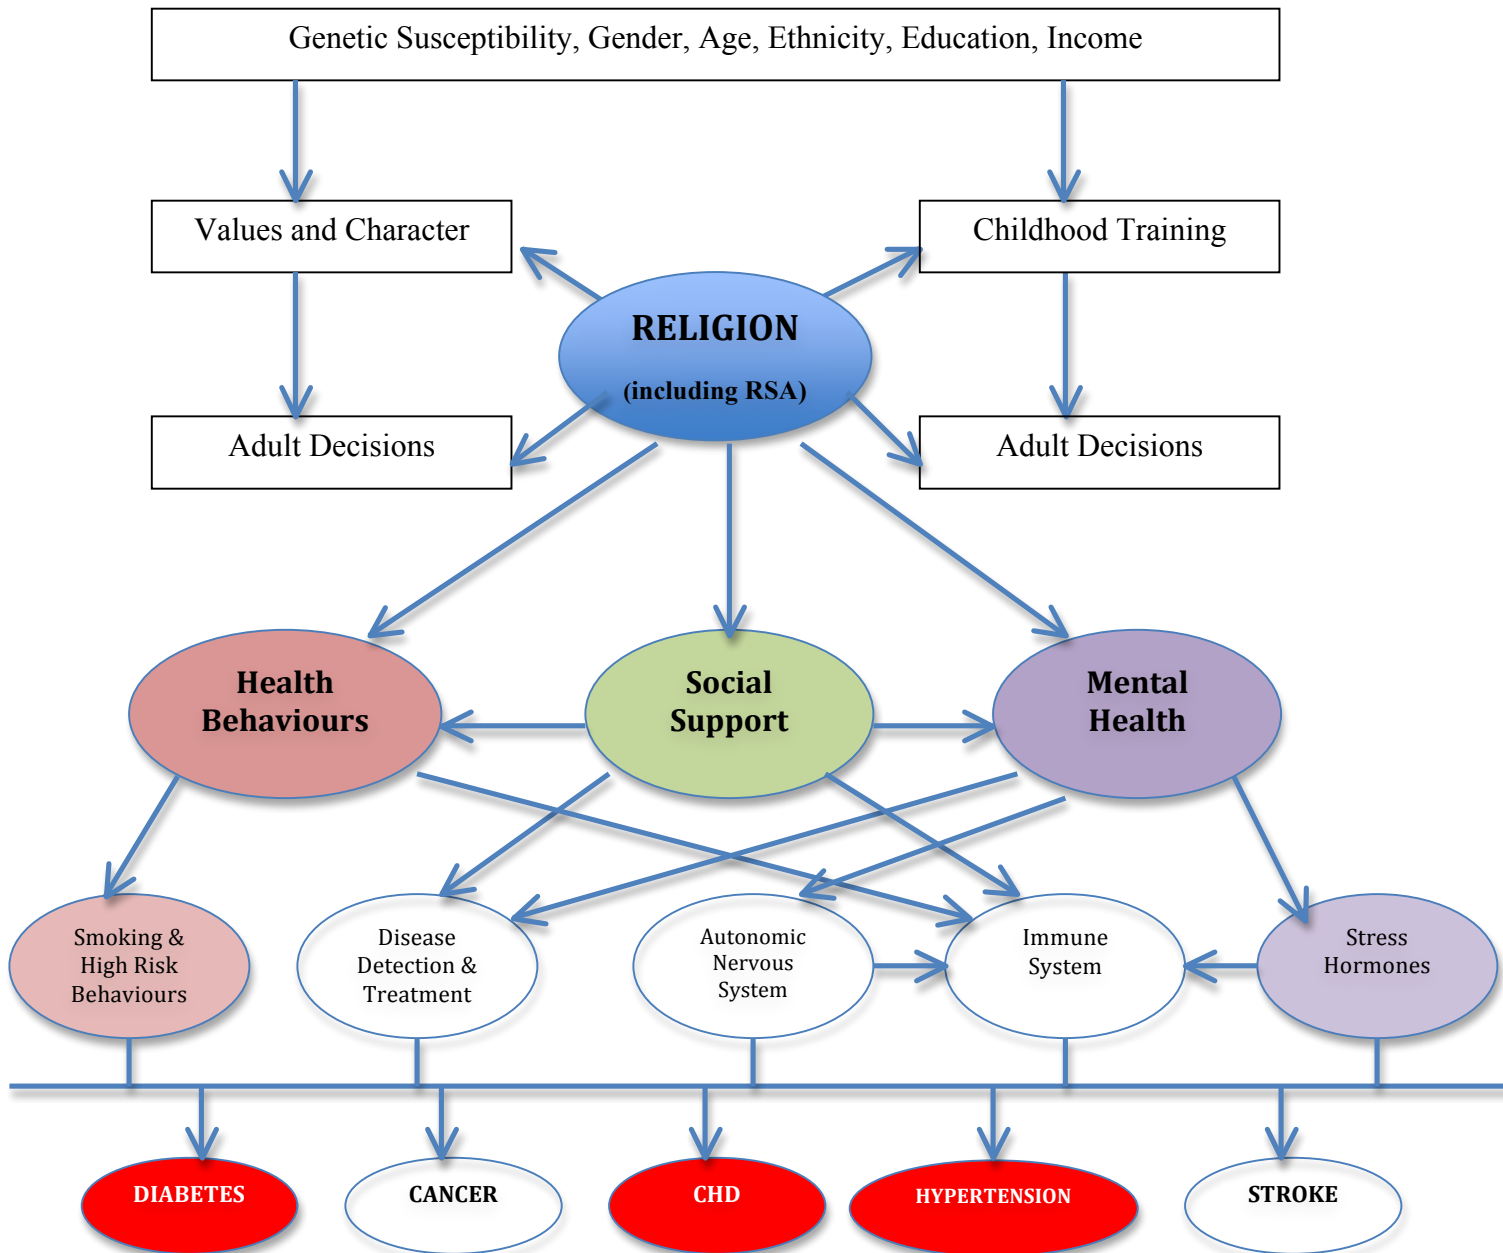 Genetic Susceptibility, Gender, Age, Ethnicity, Education, Income
Values and Character
Childhood Training
RELIGION
(including RSA)
Adult Decisions
Adult Decisions
Health
Behaviours
Social
Support
Mental
Health
Smoking &
High Risk
Behaviours
Disease
Detection &
Treatment
Autonomic
Nervous
System
Immune
System
Stress
Hormones
DIABETES
CANCER
CHD
HYPERTENSION
STROKE